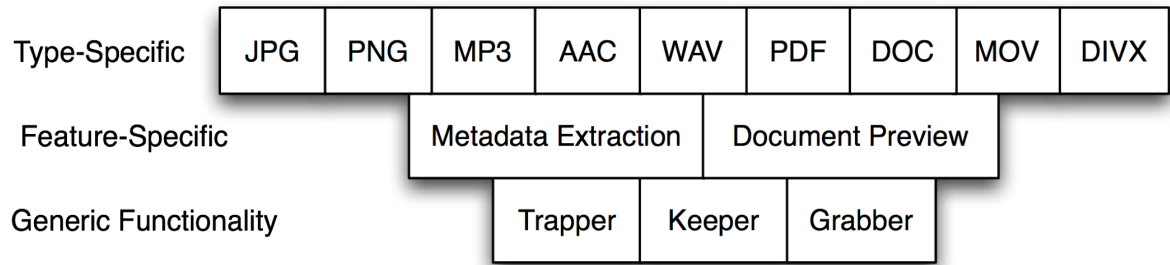 Type-Specific JPG PNG MP3 AAC WAV PDF DOC MOV DIVX
Feature-Specific Metadata Extraction Document Preview
Generic Functionality Trapper Keeper Grabber